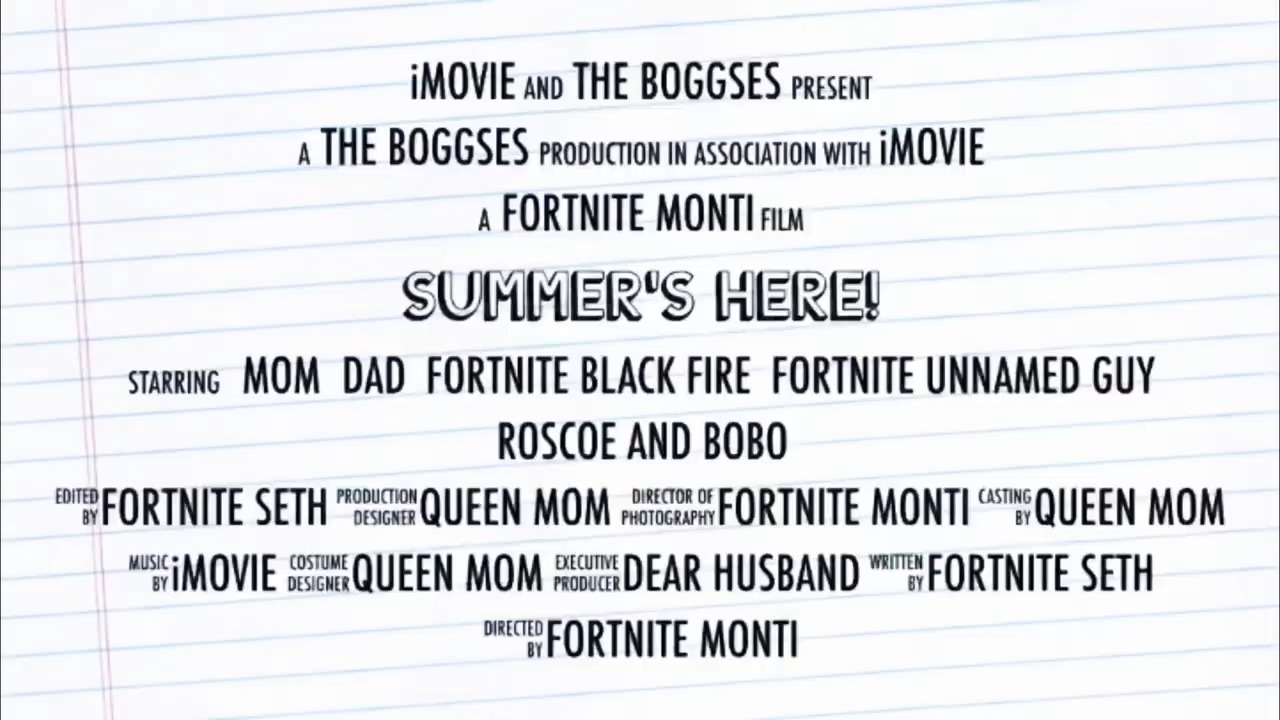 iMOVIE AND THE BOGGSES PRESENT
A THE BOGGSES PRODUCTION IN ASSOCIATION WITH iMOVIE
A FORTNITE MONTI FILM
SUMMER'S HERE!
STARRING MOM DAD FORTNITE BLACK FIRE FORTNITE UNNAMED GUY
ROSCOE AND BOBO
EDITED BY FORTNITE SETH PRODUCTION DESIGNER QUEEN MOM DIRECTOR OF PHOTOGRAPHY FORTNITE MONTI CASTING BY QUEEN MOM
MUSIC BY iMOVIE COSTUME DESIGNER QUEEN MOM EXECUTIVE PRODUCER DEAR HUSBAND WRITTEN BY FORTNITE SETH
DIRECTED BY FORTNITE MONTI